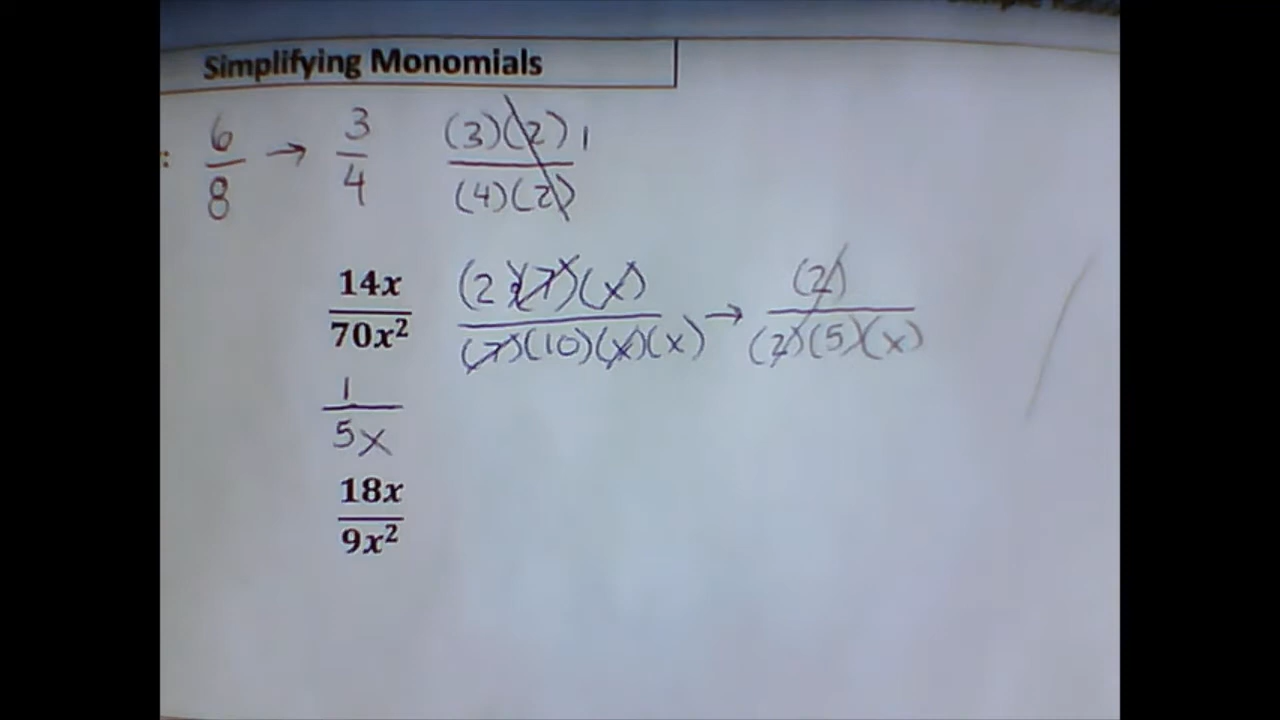 Simplifying Monomials
: 6/8 → 3/4 (3)(2) 1/(4)(2)
14x/70x² (2)(7)(x)/(7)(10)(x)(x) → (2)/(2)(5)(x)
1/5x
18x/9x²